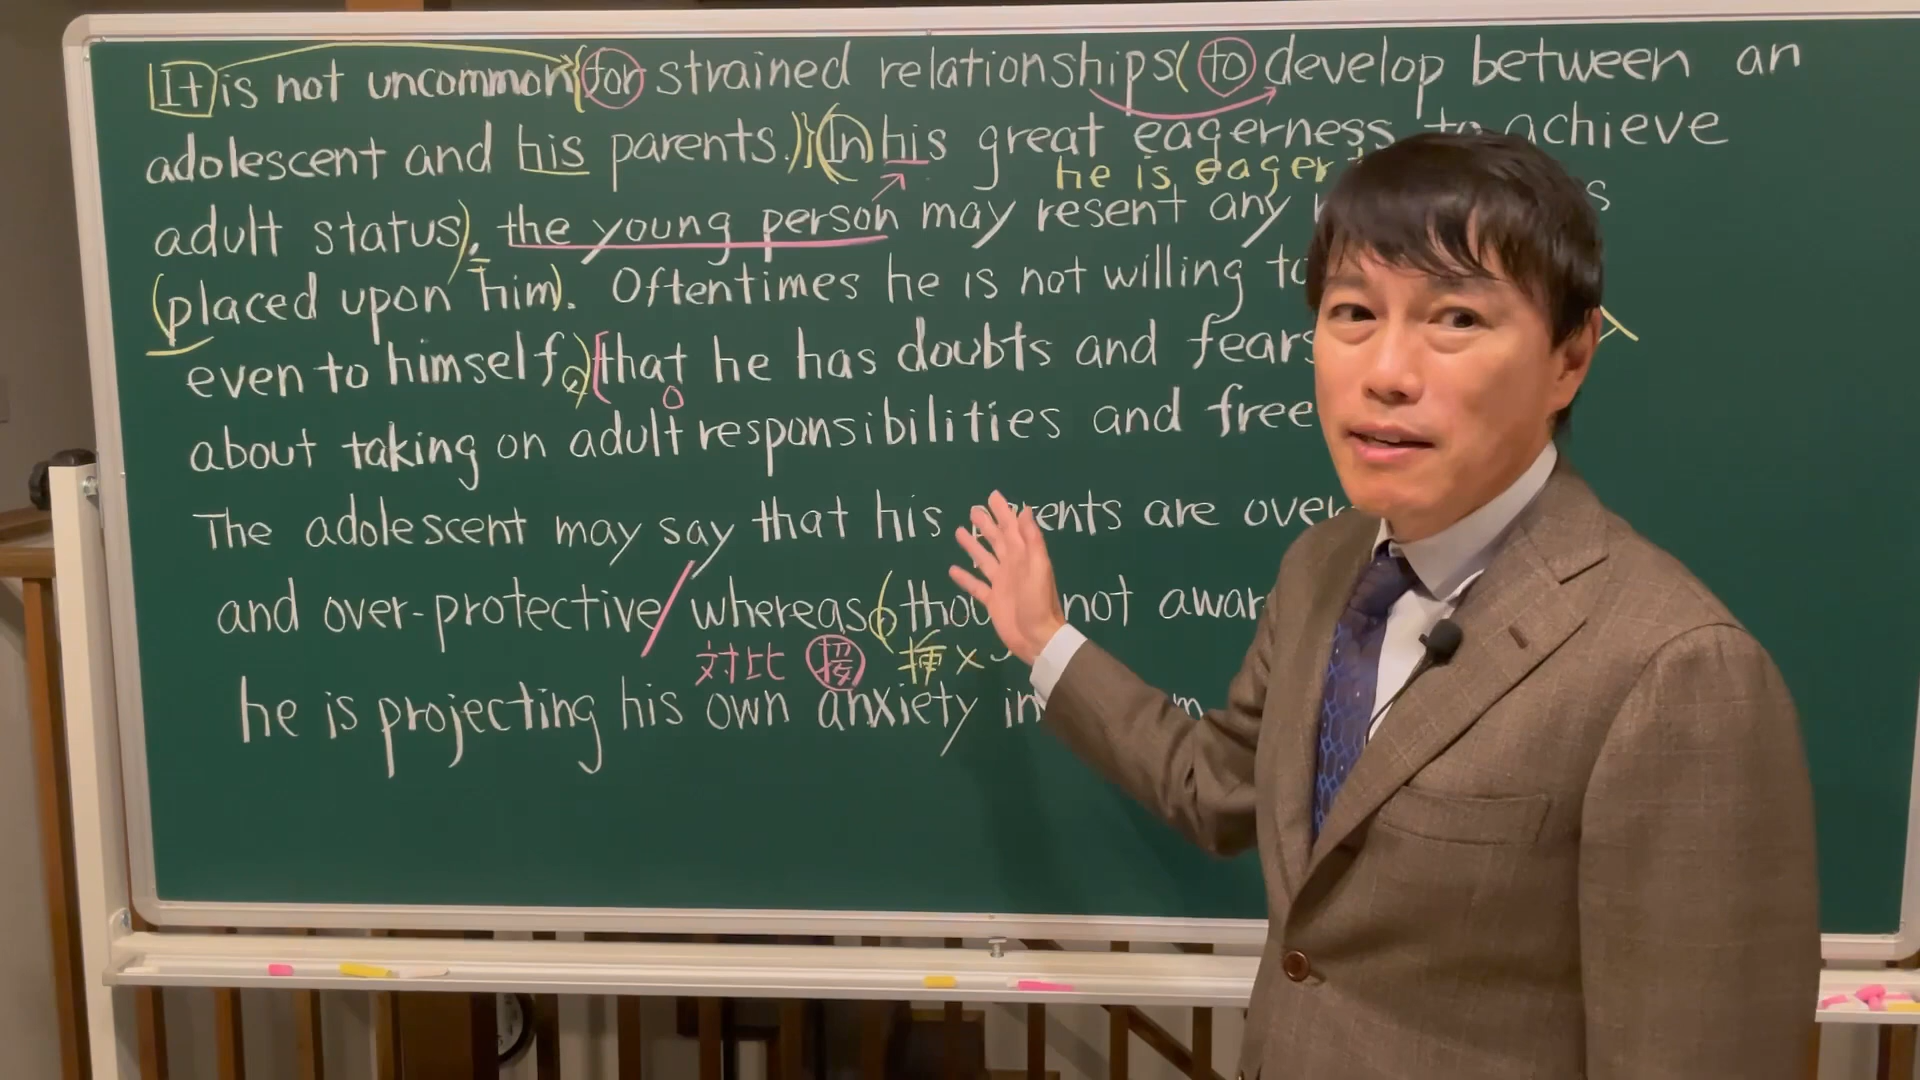 It is not uncommon {for strained relationships (to develop between an
adolescent and his parents.)} (In his great eagerness to achieve
he is eager
adult status), the young person may resent any
(placed upon him). Oftentimes he is not willing to
even to himself,) [that he has doubts and fears
O
about taking on adult responsibilities and free
The adolescent may say that his parents are over-
and over-protective / whereas, (though not aware
対比 接 挿入
he is projecting his own anxiety in